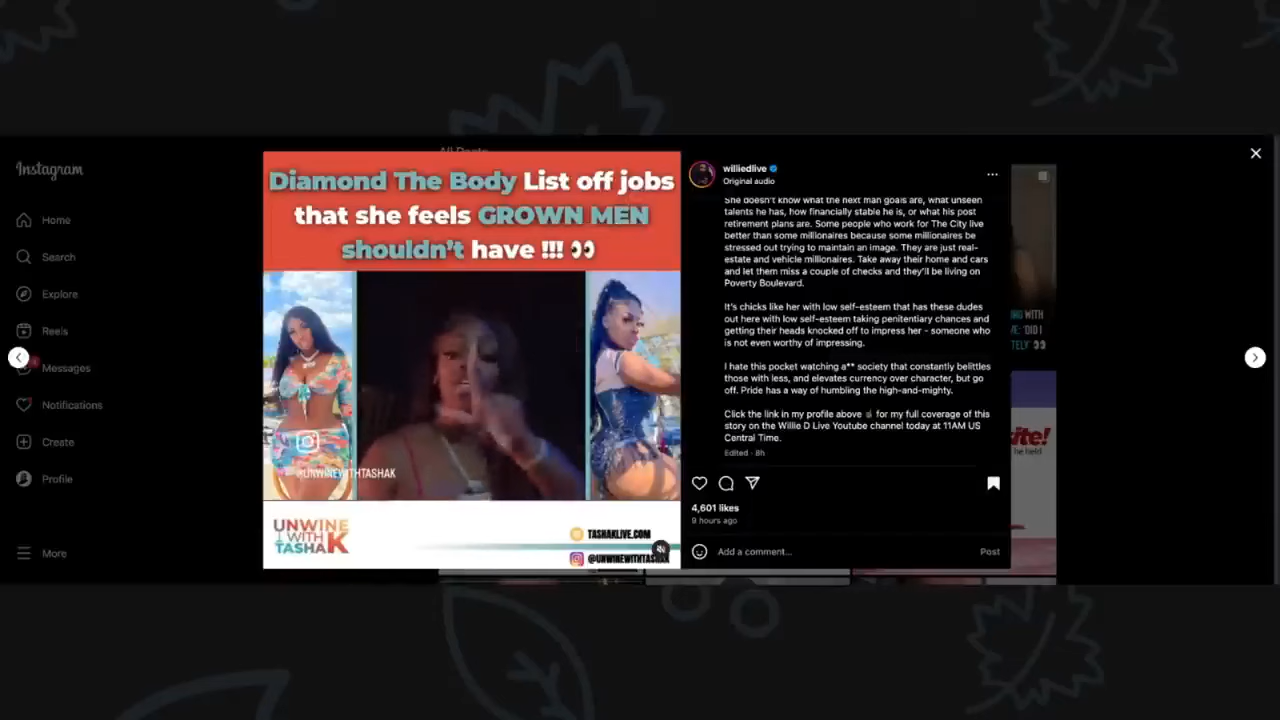 Instagram
Home
Search
Explore
Reels
Messages
Notifications
Create
Profile
More
All Posts
Diamond The Body List off jobs
that she feels GROWN MEN
shouldn't have !!! 👀
@UNWINEWITHTASHAK
UNWINE
WITH
TASHA K
TASHAKLIVE.COM
@UNWINEWITHTASHAK
williedlive
Original audio
She doesn't know what the next man goals are, what unseen
talents he has, how financially stable he is, or what his post
retirement plans are. Some people who work for The City live
better than some millionaires because some millionaires be
stressed out trying to maintain an image. They are just real-
estate and vehicle millionaires. Take away their home and cars
and let them miss a couple of checks and they'll be living on
Poverty Boulevard.
It's chicks like her with low self-esteem that has these dudes
out here with low self-esteem taking penitentiary chances and
getting their heads knocked off to impress her - someone who
is not even worthy of impressing.
I hate this pocket watching a** society that constantly belittles
those with less, and elevates currency over character, but go
off. Pride has a way of humbling the high-and-mighty.
Click the link in my profile above ☝ for my full coverage of this
story on the Willie D Live Youtube channel today at 11AM US
Central Time.
Edited · 8h
4,601 likes
9 hours ago
Add a comment...
Post
WITH
'DID I
he field